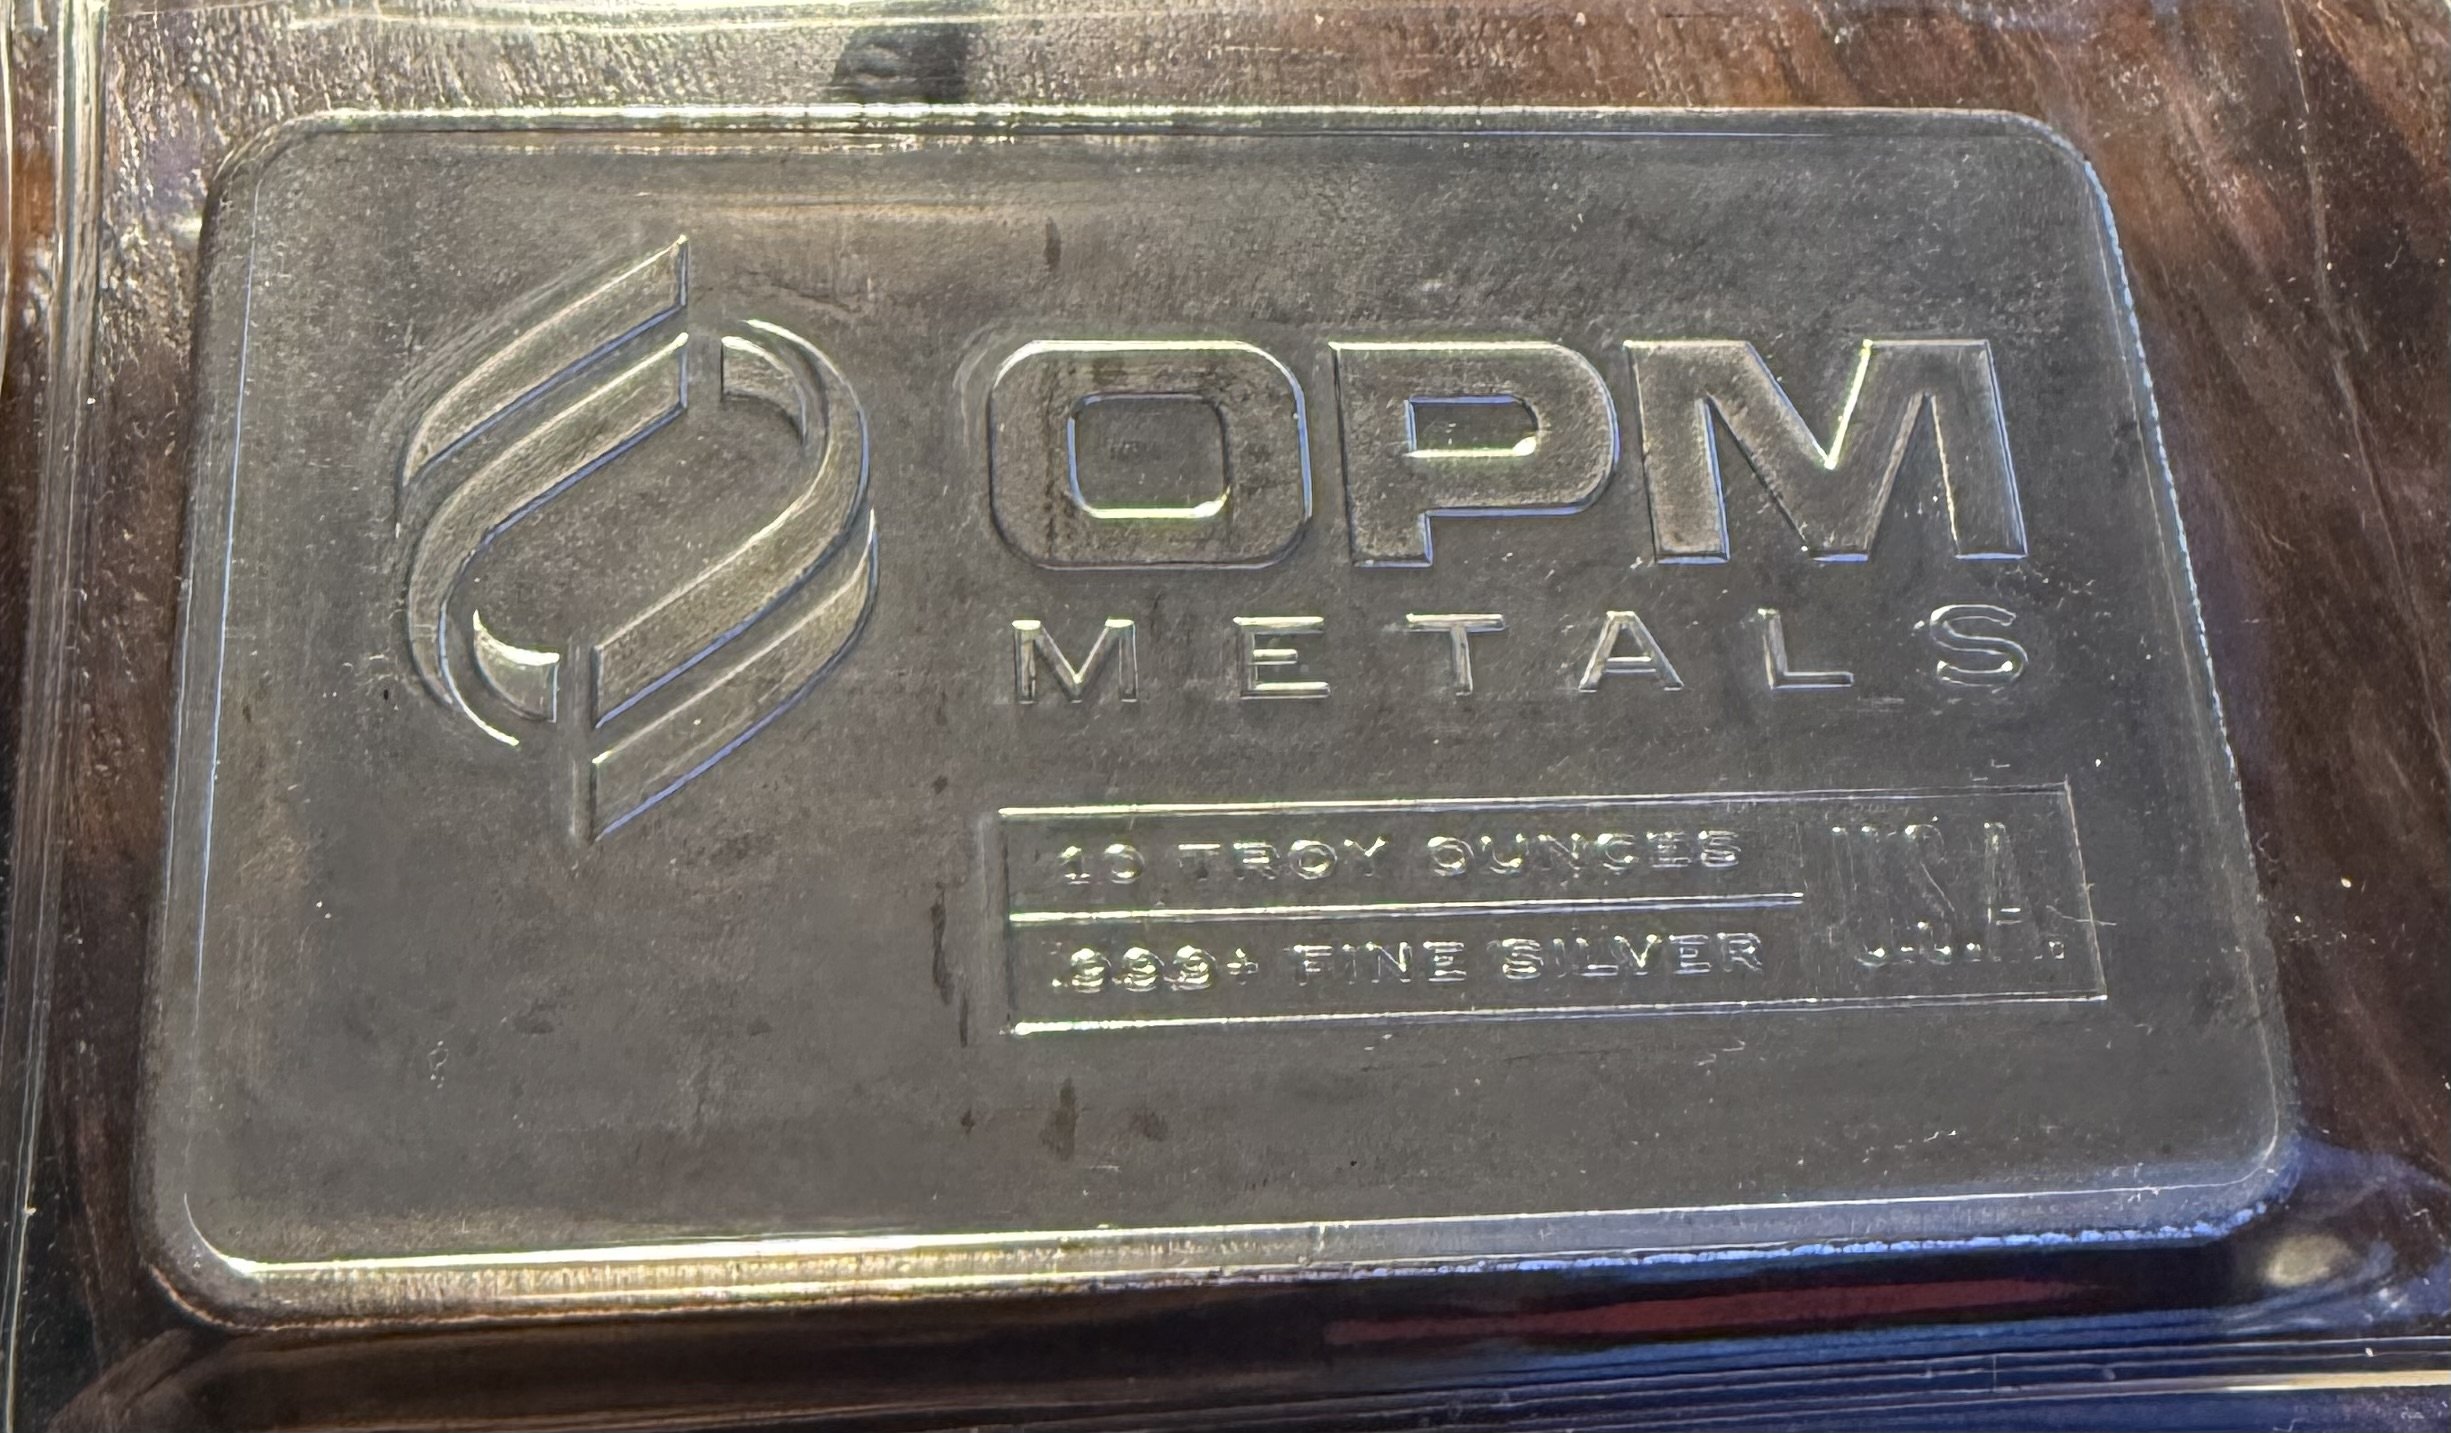 OPM
METALS
10 TROY OUNCES
.999+ FINE SILVER
U.S.A.